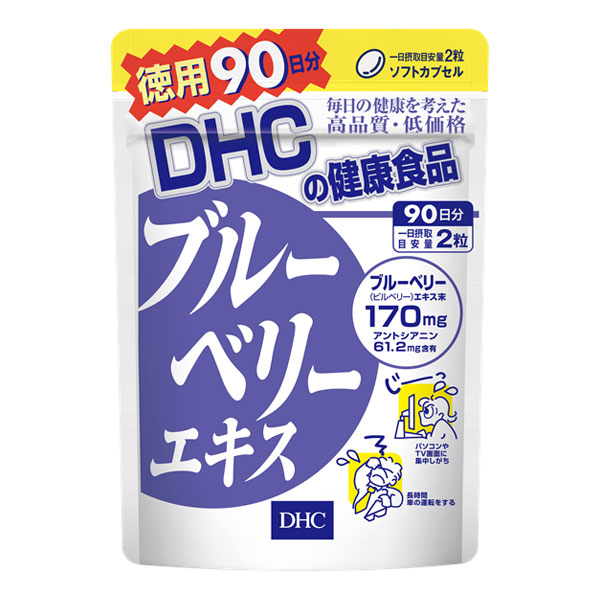 徳用90日分
一日摂取目安量2粒
ソフトカプセル
毎日の健康を考えた
高品質・低価格
DHC
の健康食品
90日分
一日摂取
目安量2粒
ブルーベリー
(ビルベリー)エキス末
170mg
アントシアニン
61.2mg含有
ブルー
ベリー
エキス
じーっ
パソコンや
TV画面に
集中しがち
長時間
車の運転をする
DHC